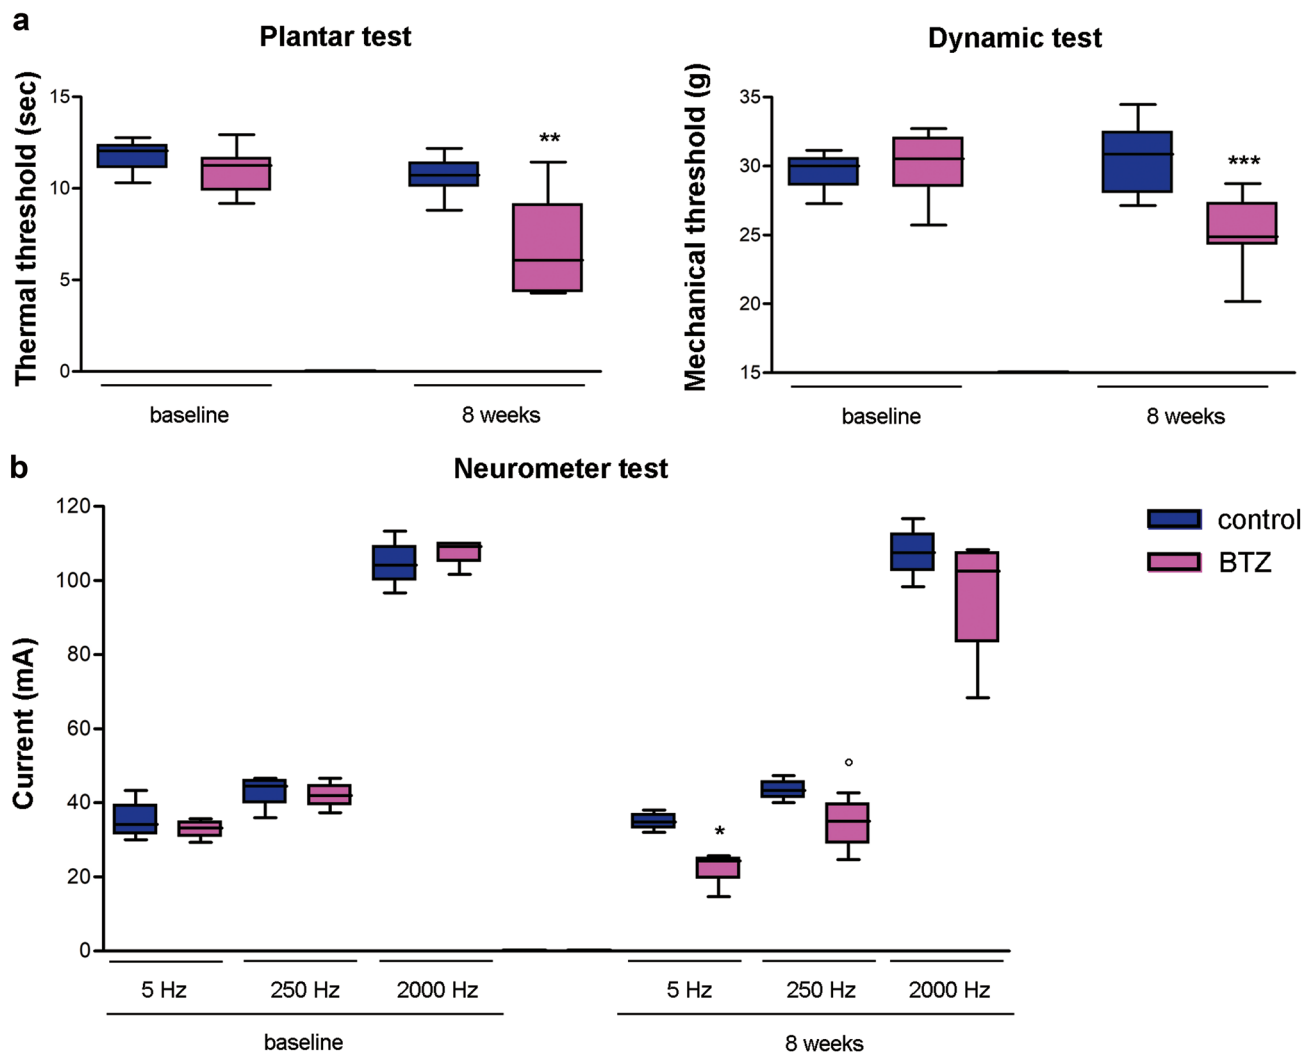 a
Plantar test
Thermal threshold (sec)
15
10
5
0
**
baseline
8 weeks
Dynamic test
Mechanical threshold (g)
35
30
25
20
15
***
baseline
8 weeks
b
Neurometer test
Current (mA)
120
100
80
60
40
20
0
*
5 Hz
250 Hz
2000 Hz
5 Hz
250 Hz
2000 Hz
baseline
8 weeks
control
BTZ